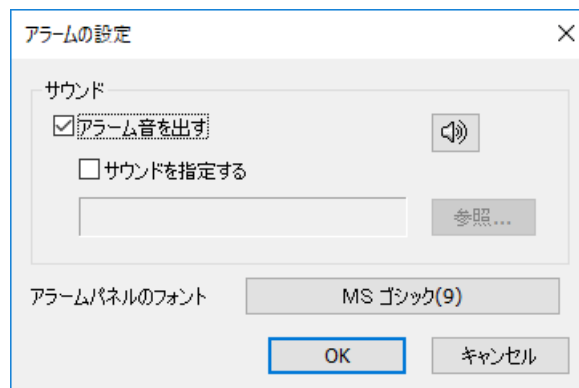 アラームの設定
サウンド
アラーム音を出す
サウンドを指定する
参照...
アラームパネルのフォント
MS ゴシック(9)
OK
キャンセル